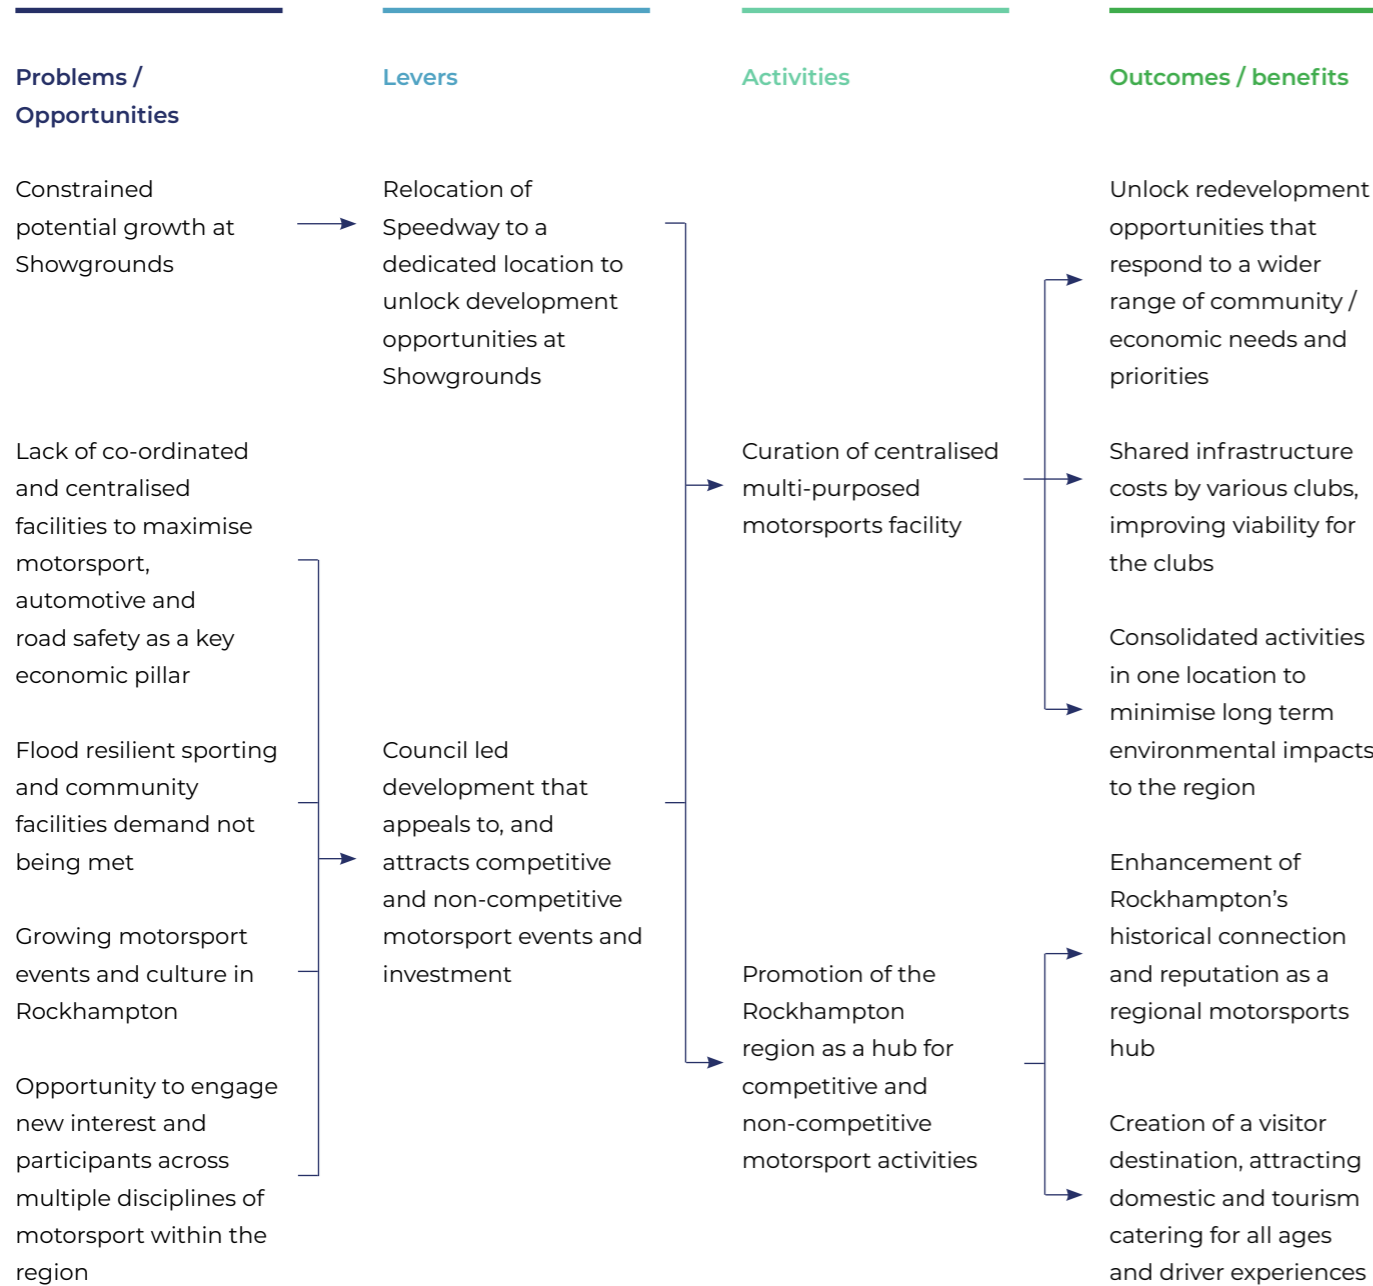 Problems /
Opportunities
Constrained
potential growth at
Showgrounds
Lack of co-ordinated
and centralised
facilities to maximise
motorsport,
automotive and
road safety as a key
economic pillar
Flood resilient sporting
and community
facilities demand not
being met
Growing motorsport
events and culture in
Rockhampton
Opportunity to engage
new interest and
participants across
multiple disciplines of
motorsport within the
region
Levers
Relocation of
Speedway to a
dedicated location to
unlock development
opportunities at
Showgrounds
Council led
development that
appeals to, and
attracts competitive
and non-competitive
motorsport events and
investment
Activities
Curation of centralised
multi-purposed
motorsports facility
Promotion of the
Rockhampton
region as a hub for
competitive and
non-competitive
motorsport activities
Outcomes / benefits
Unlock redevelopment
opportunities that
respond to a wider
range of community /
economic needs and
priorities
Shared infrastructure
costs by various clubs,
improving viability for
the clubs
Consolidated activities
in one location to
minimise long term
environmental impacts
to the region
Enhancement of
Rockhampton’s
historical connection
and reputation as a
regional motorsports
hub
Creation of a visitor
destination, attracting
domestic and tourism
catering for all ages
and driver experiences